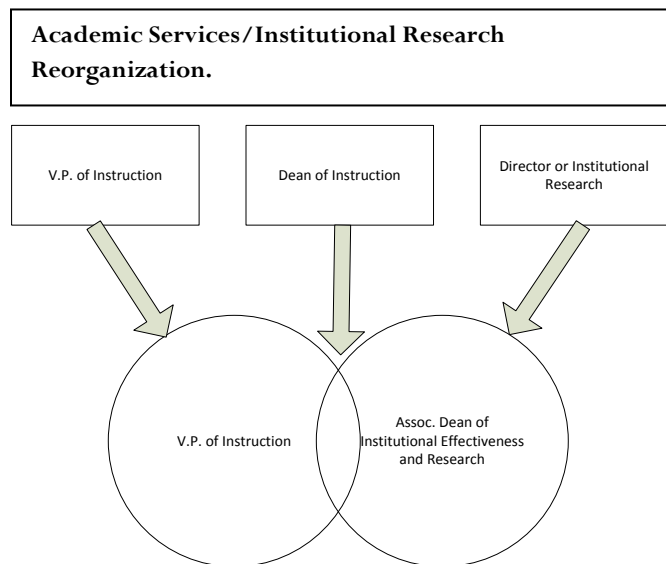 Academic Services/Institutional Research
Reorganization.
V.P. of Instruction
Dean of Instruction
Director or Institutional
Research
V.P. of Instruction
Assoc. Dean of
Institutional Effectiveness
and Research